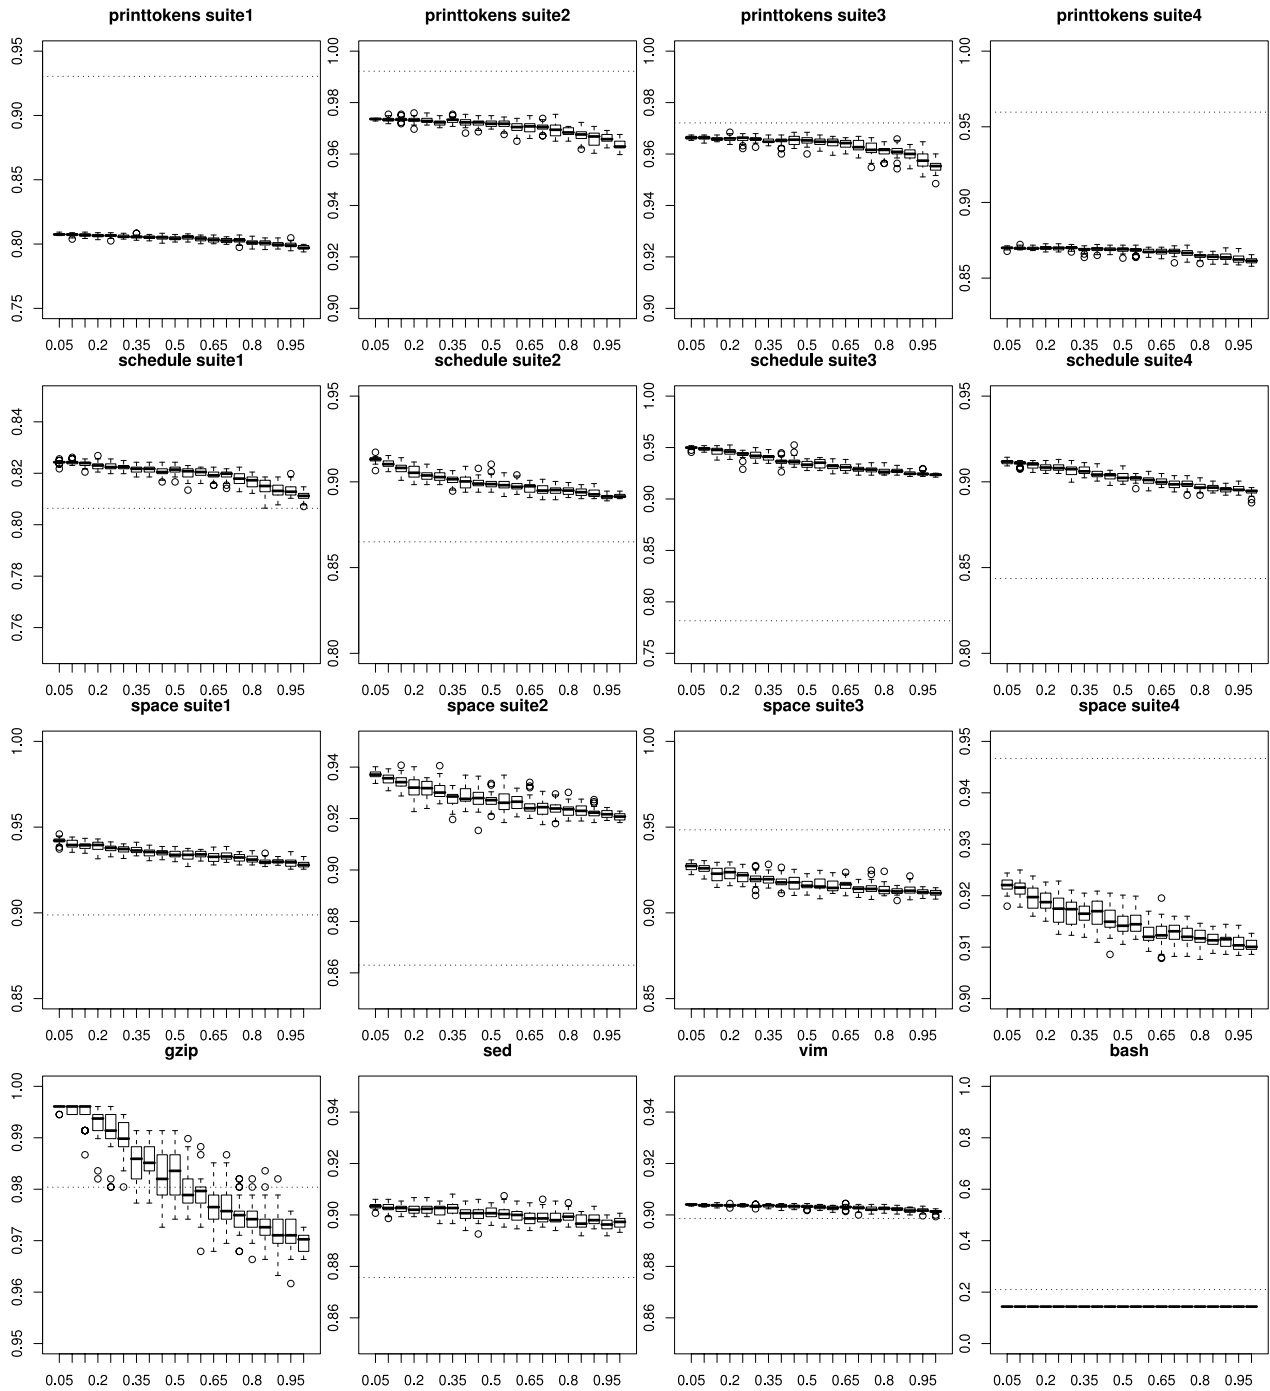 printtokens suite1 printtokens suite2 printtokens suite3 printtokens suite4
0.75 0.80 0.85 0.90 0.95
0.90 0.92 0.94 0.96 0.98 1.00
0.90 0.92 0.94 0.96 0.98 1.00
0.85 0.90 0.95 1.00
0.05 0.2 0.35 0.5 0.65 0.8 0.95 0.05 0.2 0.35 0.5 0.65 0.8 0.95 0.05 0.2 0.35 0.5 0.65 0.8 0.95 0.05 0.2 0.35 0.5 0.65 0.8 0.95
schedule suite1 schedule suite2 schedule suite3 schedule suite4
0.76 0.78 0.80 0.82 0.84
0.80 0.85 0.90 0.95
0.75 0.80 0.85 0.90 0.95 1.00
0.80 0.85 0.90 0.95
0.05 0.2 0.35 0.5 0.65 0.8 0.95 0.05 0.2 0.35 0.5 0.65 0.8 0.95 0.05 0.2 0.35 0.5 0.65 0.8 0.95 0.05 0.2 0.35 0.5 0.65 0.8 0.95
space suite1 space suite2 space suite3 space suite4
0.85 0.90 0.95 1.00
0.86 0.88 0.90 0.92 0.94
0.85 0.90 0.95 1.00
0.90 0.91 0.92 0.93 0.94 0.95
0.05 0.2 0.35 0.5 0.65 0.8 0.95 0.05 0.2 0.35 0.5 0.65 0.8 0.95 0.05 0.2 0.35 0.5 0.65 0.8 0.95 0.05 0.2 0.35 0.5 0.65 0.8 0.95
gzip sed vim bash
0.95 0.96 0.97 0.98 0.99 1.00
0.86 0.88 0.90 0.92 0.94
0.86 0.88 0.90 0.92 0.94
0.0 0.2 0.4 0.6 0.8 1.0
0.05 0.2 0.35 0.5 0.65 0.8 0.95 0.05 0.2 0.35 0.5 0.65 0.8 0.95 0.05 0.2 0.35 0.5 0.65 0.8 0.95 0.05 0.2 0.35 0.5 0.65 0.8 0.95